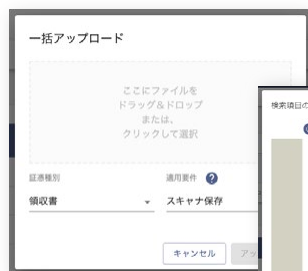 一括アップロード
ここにファイルを
ドラッグ&ドロップ
または、
クリックして選択
検索項目の
証憑種別
適用要件 ?
領収書
スキャナ保存
キャンセル
アッ